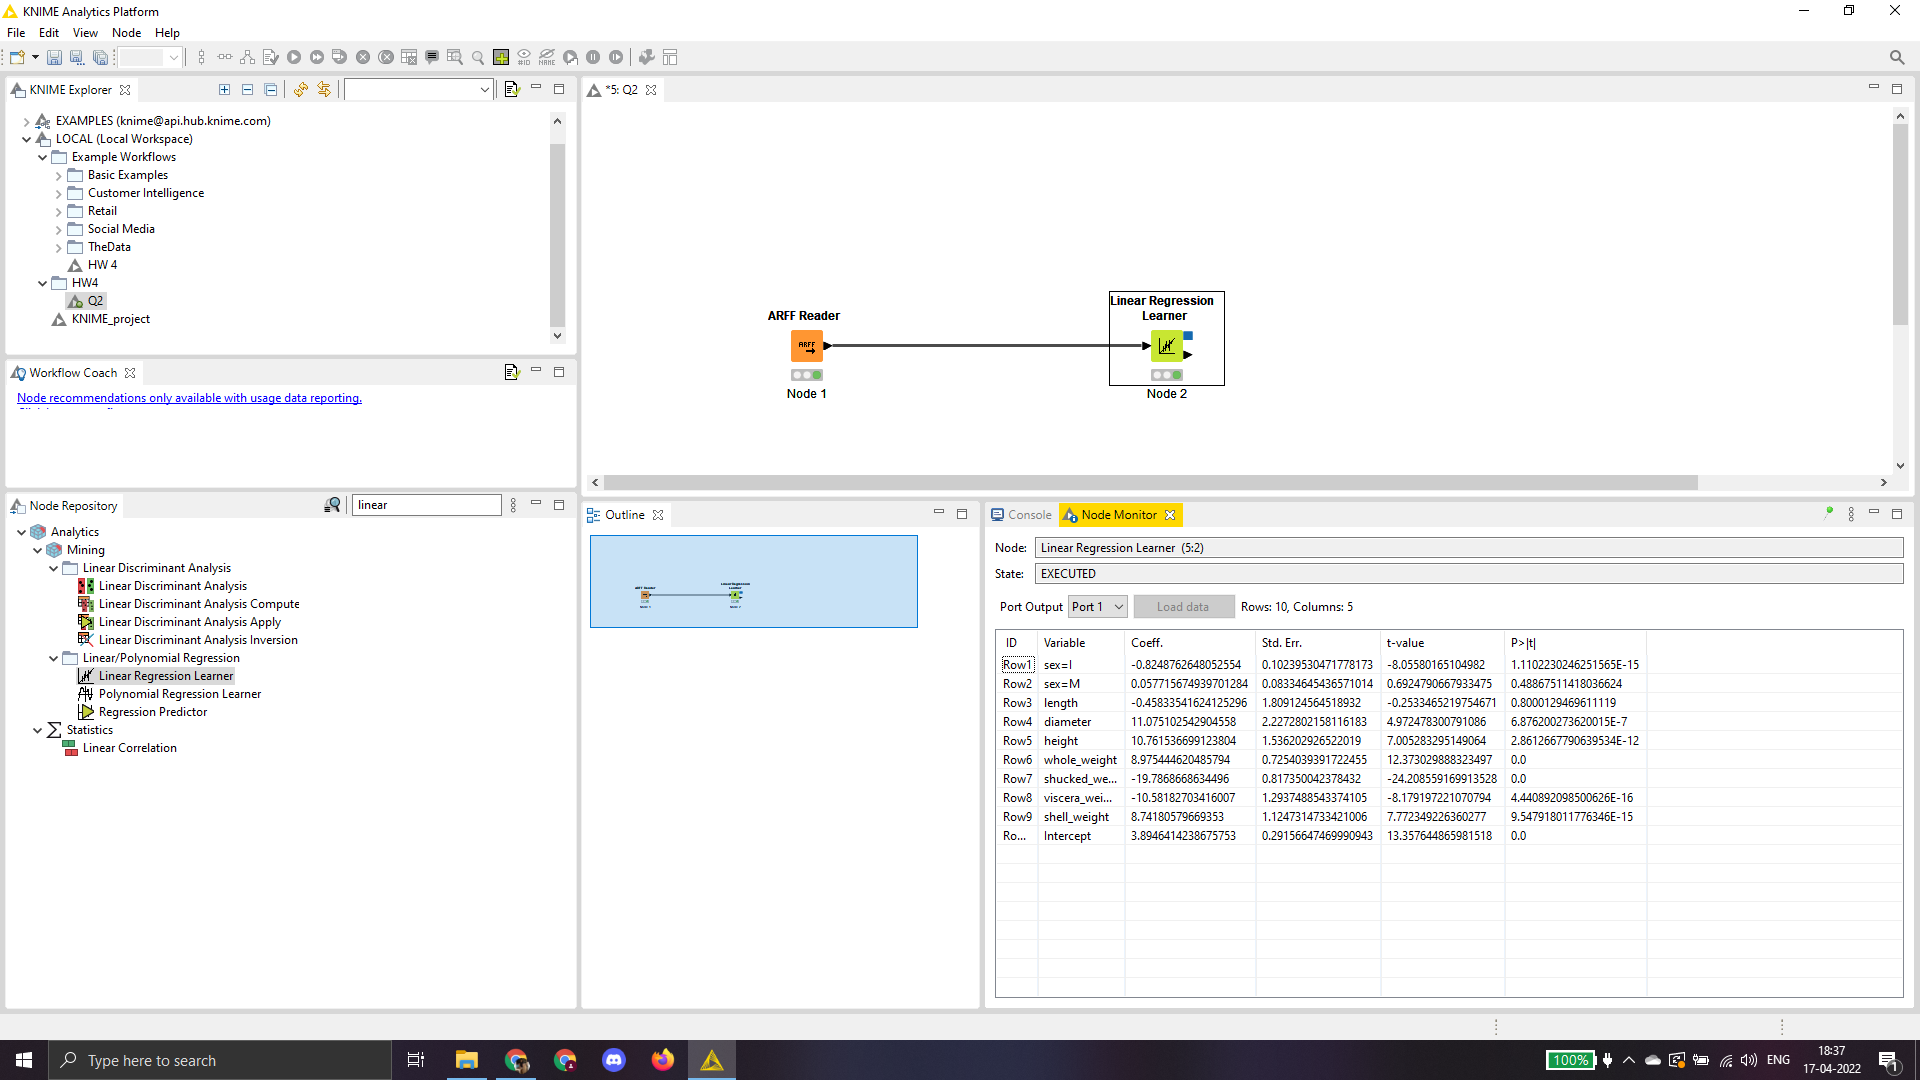 KNIME Analytics Platform
File Edit View Node Help
KNIME Explorer
EXAMPLES (knime@api.hub.knime.com)
LOCAL (Local Workspace)
Example Workflows
Basic Examples
Customer Intelligence
Retail
Social Media
TheData
HW 4
HW4
Q2
KNIME_project
Workflow Coach
Node recommendations only available with usage data reporting.
Node Repository
linear
Analytics
Mining
Linear Discriminant Analysis
Linear Discriminant Analysis
Linear Discriminant Analysis Compute
Linear Discriminant Analysis Apply
Linear Discriminant Analysis Inversion
Linear/Polynomial Regression
Linear Regression Learner
Polynomial Regression Learner
Regression Predictor
Statistics
Linear Correlation
*5: Q2
ARFF Reader
ARFF
Node 1
Linear Regression
Learner
Node 2
Outline
Console
Node Monitor
Node: Linear Regression Learner (5:2)
State: EXECUTED
Port Output Port 1 Load data Rows: 10, Columns: 5
ID Variable Coeff. Std. Err. t-value P>|t|
Row1 sex=I -0.8248762648052554 0.10239530471778173 -8.05580165104982 1.1102230246251565E-15
Row2 sex=M 0.057715674939701284 0.08334645436571014 0.6924790667933475 0.48867511418036624
Row3 length -0.45833541624125296 1.809124564518932 -0.2533465219754671 0.8000129469611119
Row4 diameter 11.075102542904558 2.2272802158116183 4.972478300791086 6.876200273620015E-7
Row5 height 10.761536699123804 1.536202926522019 7.005283295149064 2.8612667790639534E-12
Row6 whole_weight 8.975444620485794 0.7254039391722455 12.373029888323497 0.0
Row7 shucked_we... -19.7868668634496 0.817350042378432 -24.208559169913528 0.0
Row8 viscera_wei... -10.58182703416007 1.2937488543374105 -8.179197221070794 4.440892098500626E-16
Row9 shell_weight 8.74180579669353 1.1247314733421006 7.772349226360277 9.547918011776346E-15
Ro... Intercept 3.8946414238675753 0.29156647469990943 13.357644865981518 0.0
Type here to search
100%
ENG
18:37
17-04-2022
1